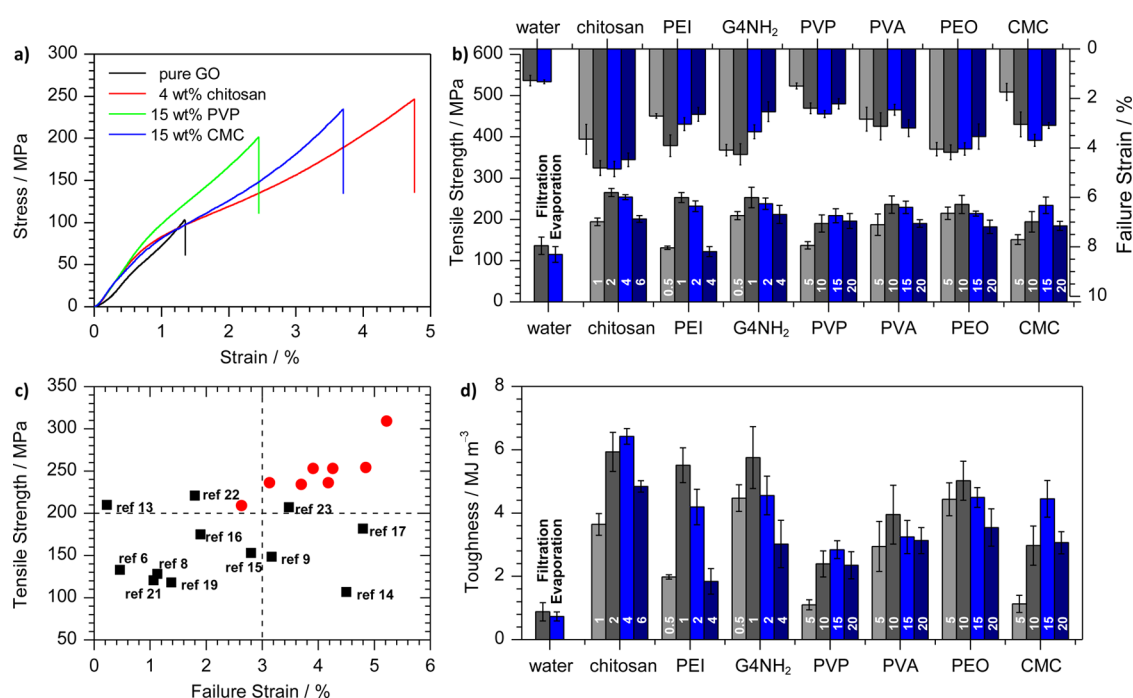 a)
300
250
200
150
100
50
0
Stress / MPa
pure GO
4 wt% chitosan
15 wt% PVP
15 wt% CMC
0 1 2 3 4 5
Strain / %
b)
water chitosan PEI G4NH₂ PVP PVA PEO CMC
600
500
400
300
200
100
0
Tensile Strength / MPa
0
2
4
6
8
10
Failure Strain / %
Filtration
Evaporation
1 2 4 6 0.5 1 2 4 0.5 1 2 4 5 10 15 20 5 10 15 20 5 10 15 20 5 10 15 20
water chitosan PEI G4NH₂ PVP PVA PEO CMC
c)
350
300
250
200
150
100
50
Tensile Strength / MPa
ref 13
ref 22
ref 23
ref 16
ref 17
ref 6
ref 8
ref 15
ref 9
ref 21
ref 19
ref 14
0 1 2 3 4 5 6
Failure Strain / %
d)
8
6
4
2
0
Toughness / MJ m⁻³
Filtration
Evaporation
1 2 4 6 0.5 1 2 4 0.5 1 2 4 5 10 15 20 5 10 15 20 5 10 15 20 5 10 15 20
water chitosan PEI G4NH₂ PVP PVA PEO CMC